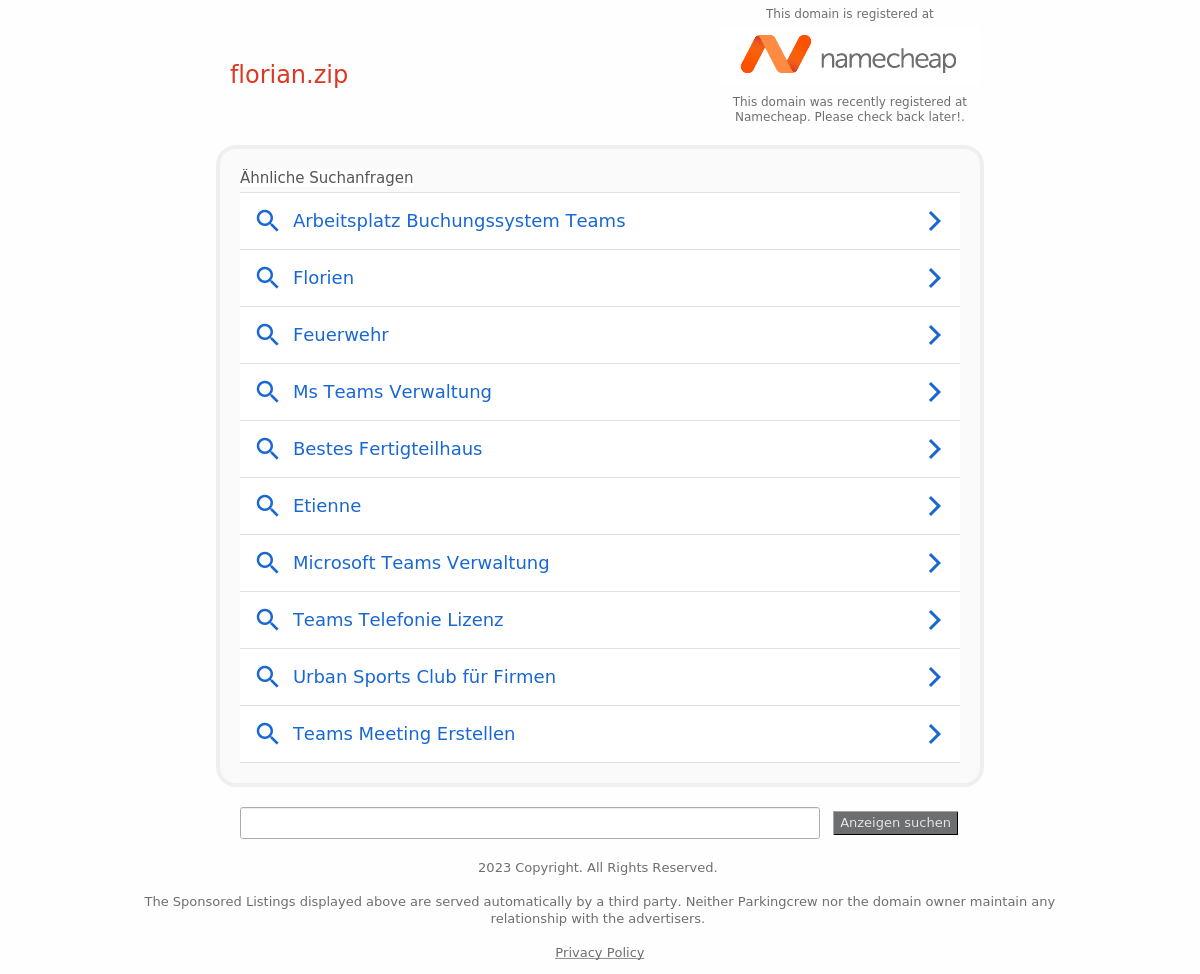 This domain is registered at
namecheap
florian.zip
This domain was recently registered at
Namecheap. Please check back later!.
Ähnliche Suchanfragen
Arbeitsplatz Buchungssystem Teams
Florien
Feuerwehr
Ms Teams Verwaltung
Bestes Fertigteilhaus
Etienne
Microsoft Teams Verwaltung
Teams Telefonie Lizenz
Urban Sports Club für Firmen
Teams Meeting Erstellen
Anzeigen suchen
2023 Copyright. All Rights Reserved.
The Sponsored Listings displayed above are served automatically by a third party. Neither Parkingcrew nor the domain owner maintain any
relationship with the advertisers.
Privacy Policy